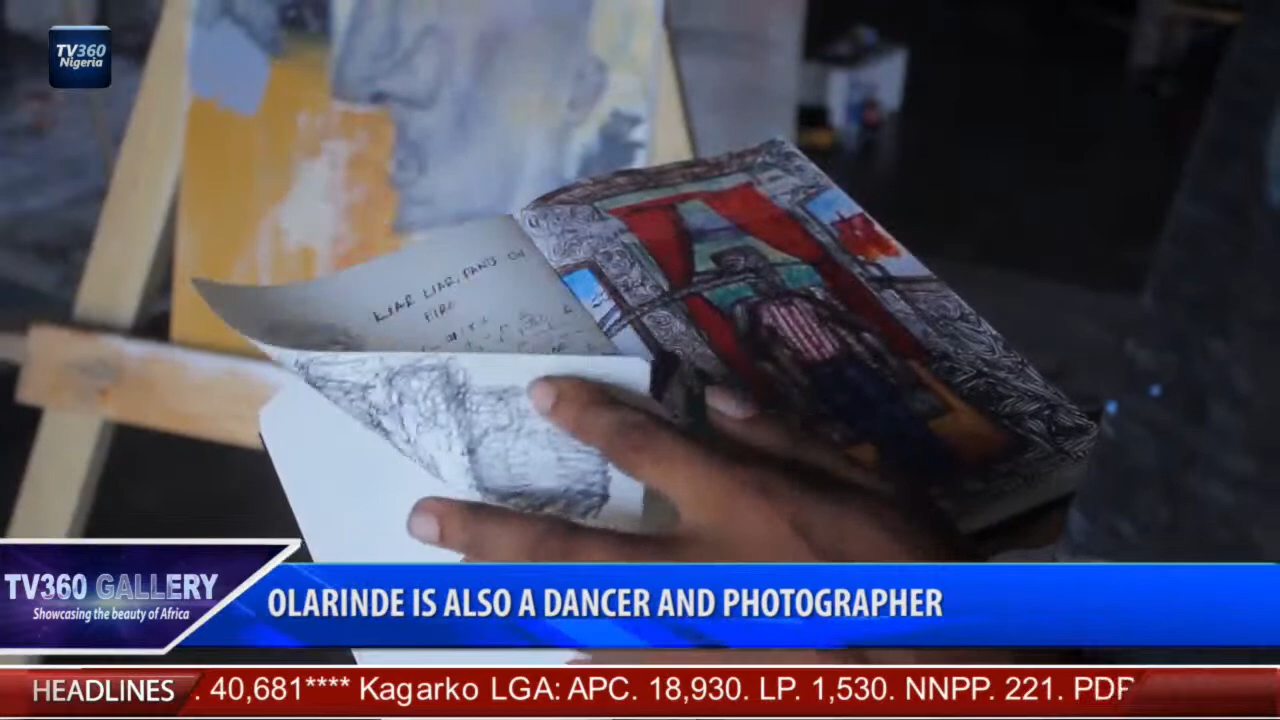 TV360
Nigeria
LIAR LIAR, PANTS ON
FIRE
TV360 GALLERY
Showcasing the beauty of Africa
OLARINDE IS ALSO A DANCER AND PHOTOGRAPHER
HEADLINES
. 40,681**** Kagarko LGA: APC. 18,930. LP. 1,530. NNPP. 221. PDP